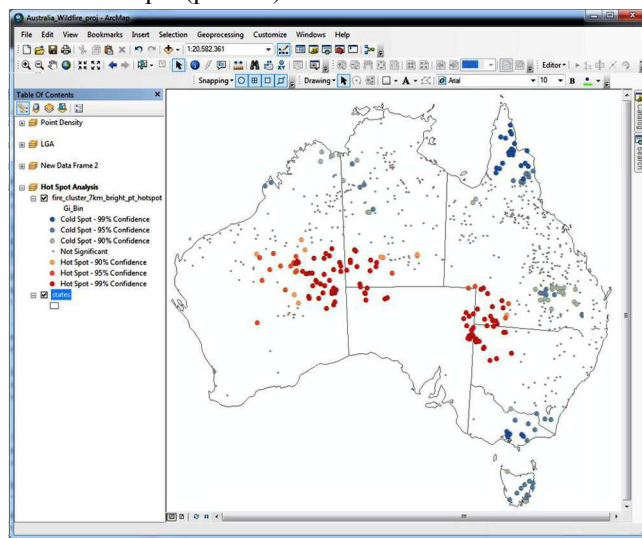 Australia_Wildfire_proj - ArcMap
File Edit View Bookmarks Insert Selection Geoprocessing Customize Windows Help
1:20,582,361
Editor
Snapping Drawing A Arial 10 B
Table Of Contents
Point Density
LGA
New Data Frame 2
Hot Spot Analysis
fire_cluster_7km_bright_pt_hotspot
Gi_Bin
Cold Spot - 99% Confidence
Cold Spot - 95% Confidence
Cold Spot - 90% Confidence
Not Significant
Hot Spot - 90% Confidence
Hot Spot - 95% Confidence
Hot Spot - 99% Confidence
states
Catalog
Search